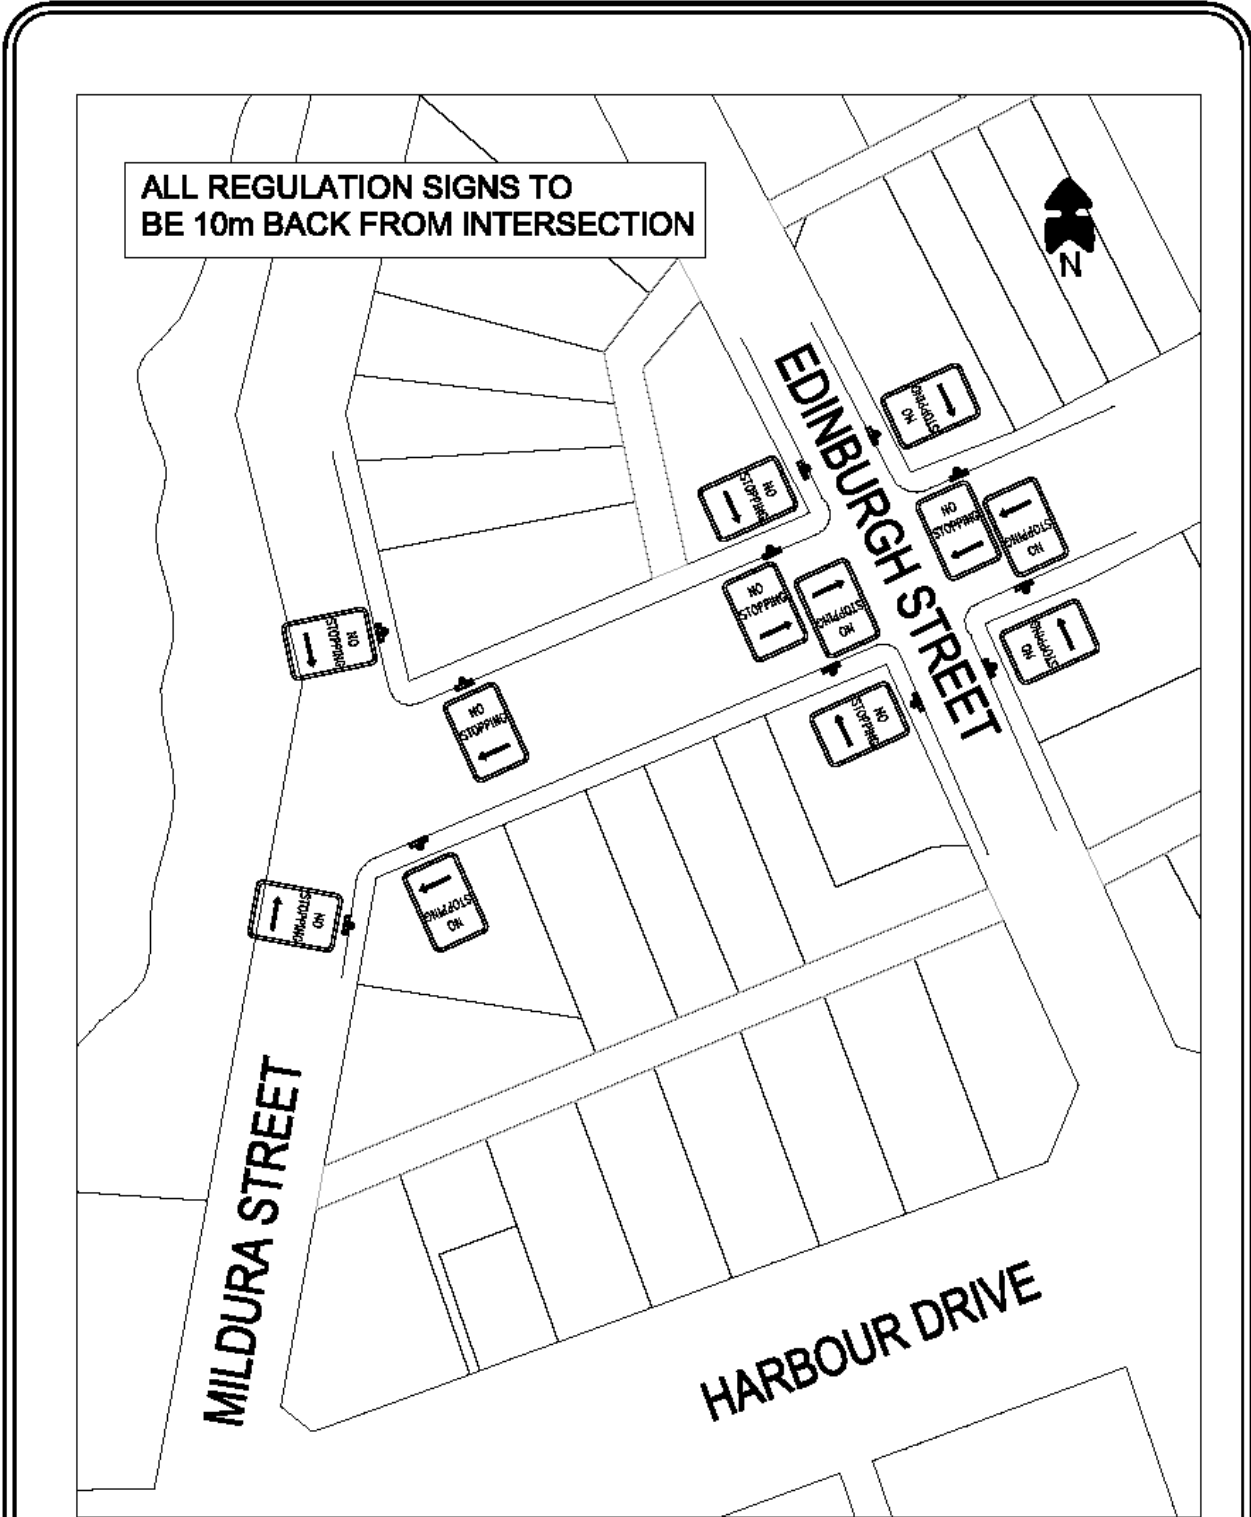 ALL REGULATION SIGNS TO
BE 10m BACK FROM INTERSECTION
N
EDINBURGH STREET
NO
STOPPING
NO
STOPPING
NO
STOPPING
NO
STOPPING
NO
STOPPING
NO
STOPPING
NO
STOPPING
NO
STOPPING
NO
STOPPING
NO
STOPPING
NO
STOPPING
NO
STOPPING
MILDURA STREET
HARBOUR DRIVE